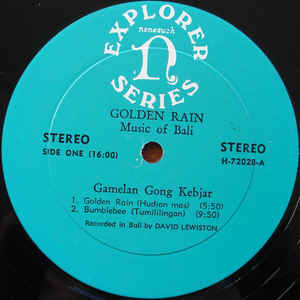 EXPLORER
nonesuch
n
SERIES
GOLDEN RAIN
Music of Bali
STEREO
SIDE ONE (16:00)
STEREO
H-72028-A
Gamelan Gong Kebjar
1. Golden Rain (Hudjon mas) (5:50)
2. Bumblebee (Tumililingan) (9:50)
Recorded in Bali by DAVID LEWISTON